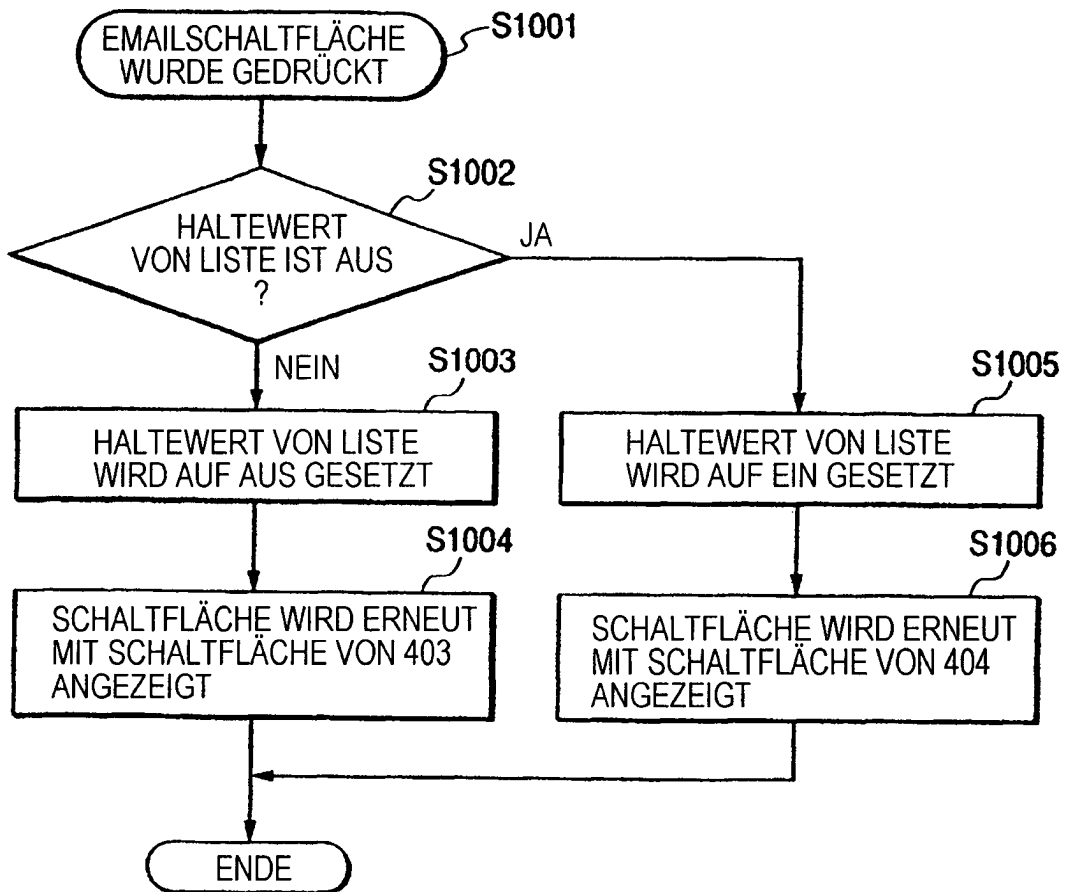 EMAILSCHALTFLÄCHE
WURDE GEDRÜCKT
S1001
S1002
HALTEWERT
VON LISTE IST AUS
?
JA
NEIN
S1003
HALTEWERT VON LISTE
WIRD AUF AUS GESETZT
S1005
HALTEWERT VON LISTE
WIRD AUF EIN GESETZT
S1004
SCHALTFLÄCHE WIRD ERNEUT
MIT SCHALTFLÄCHE VON 403
ANGEZEIGT
S1006
SCHALTFLÄCHE WIRD ERNEUT
MIT SCHALTFLÄCHE VON 404
ANGEZEIGT
ENDE